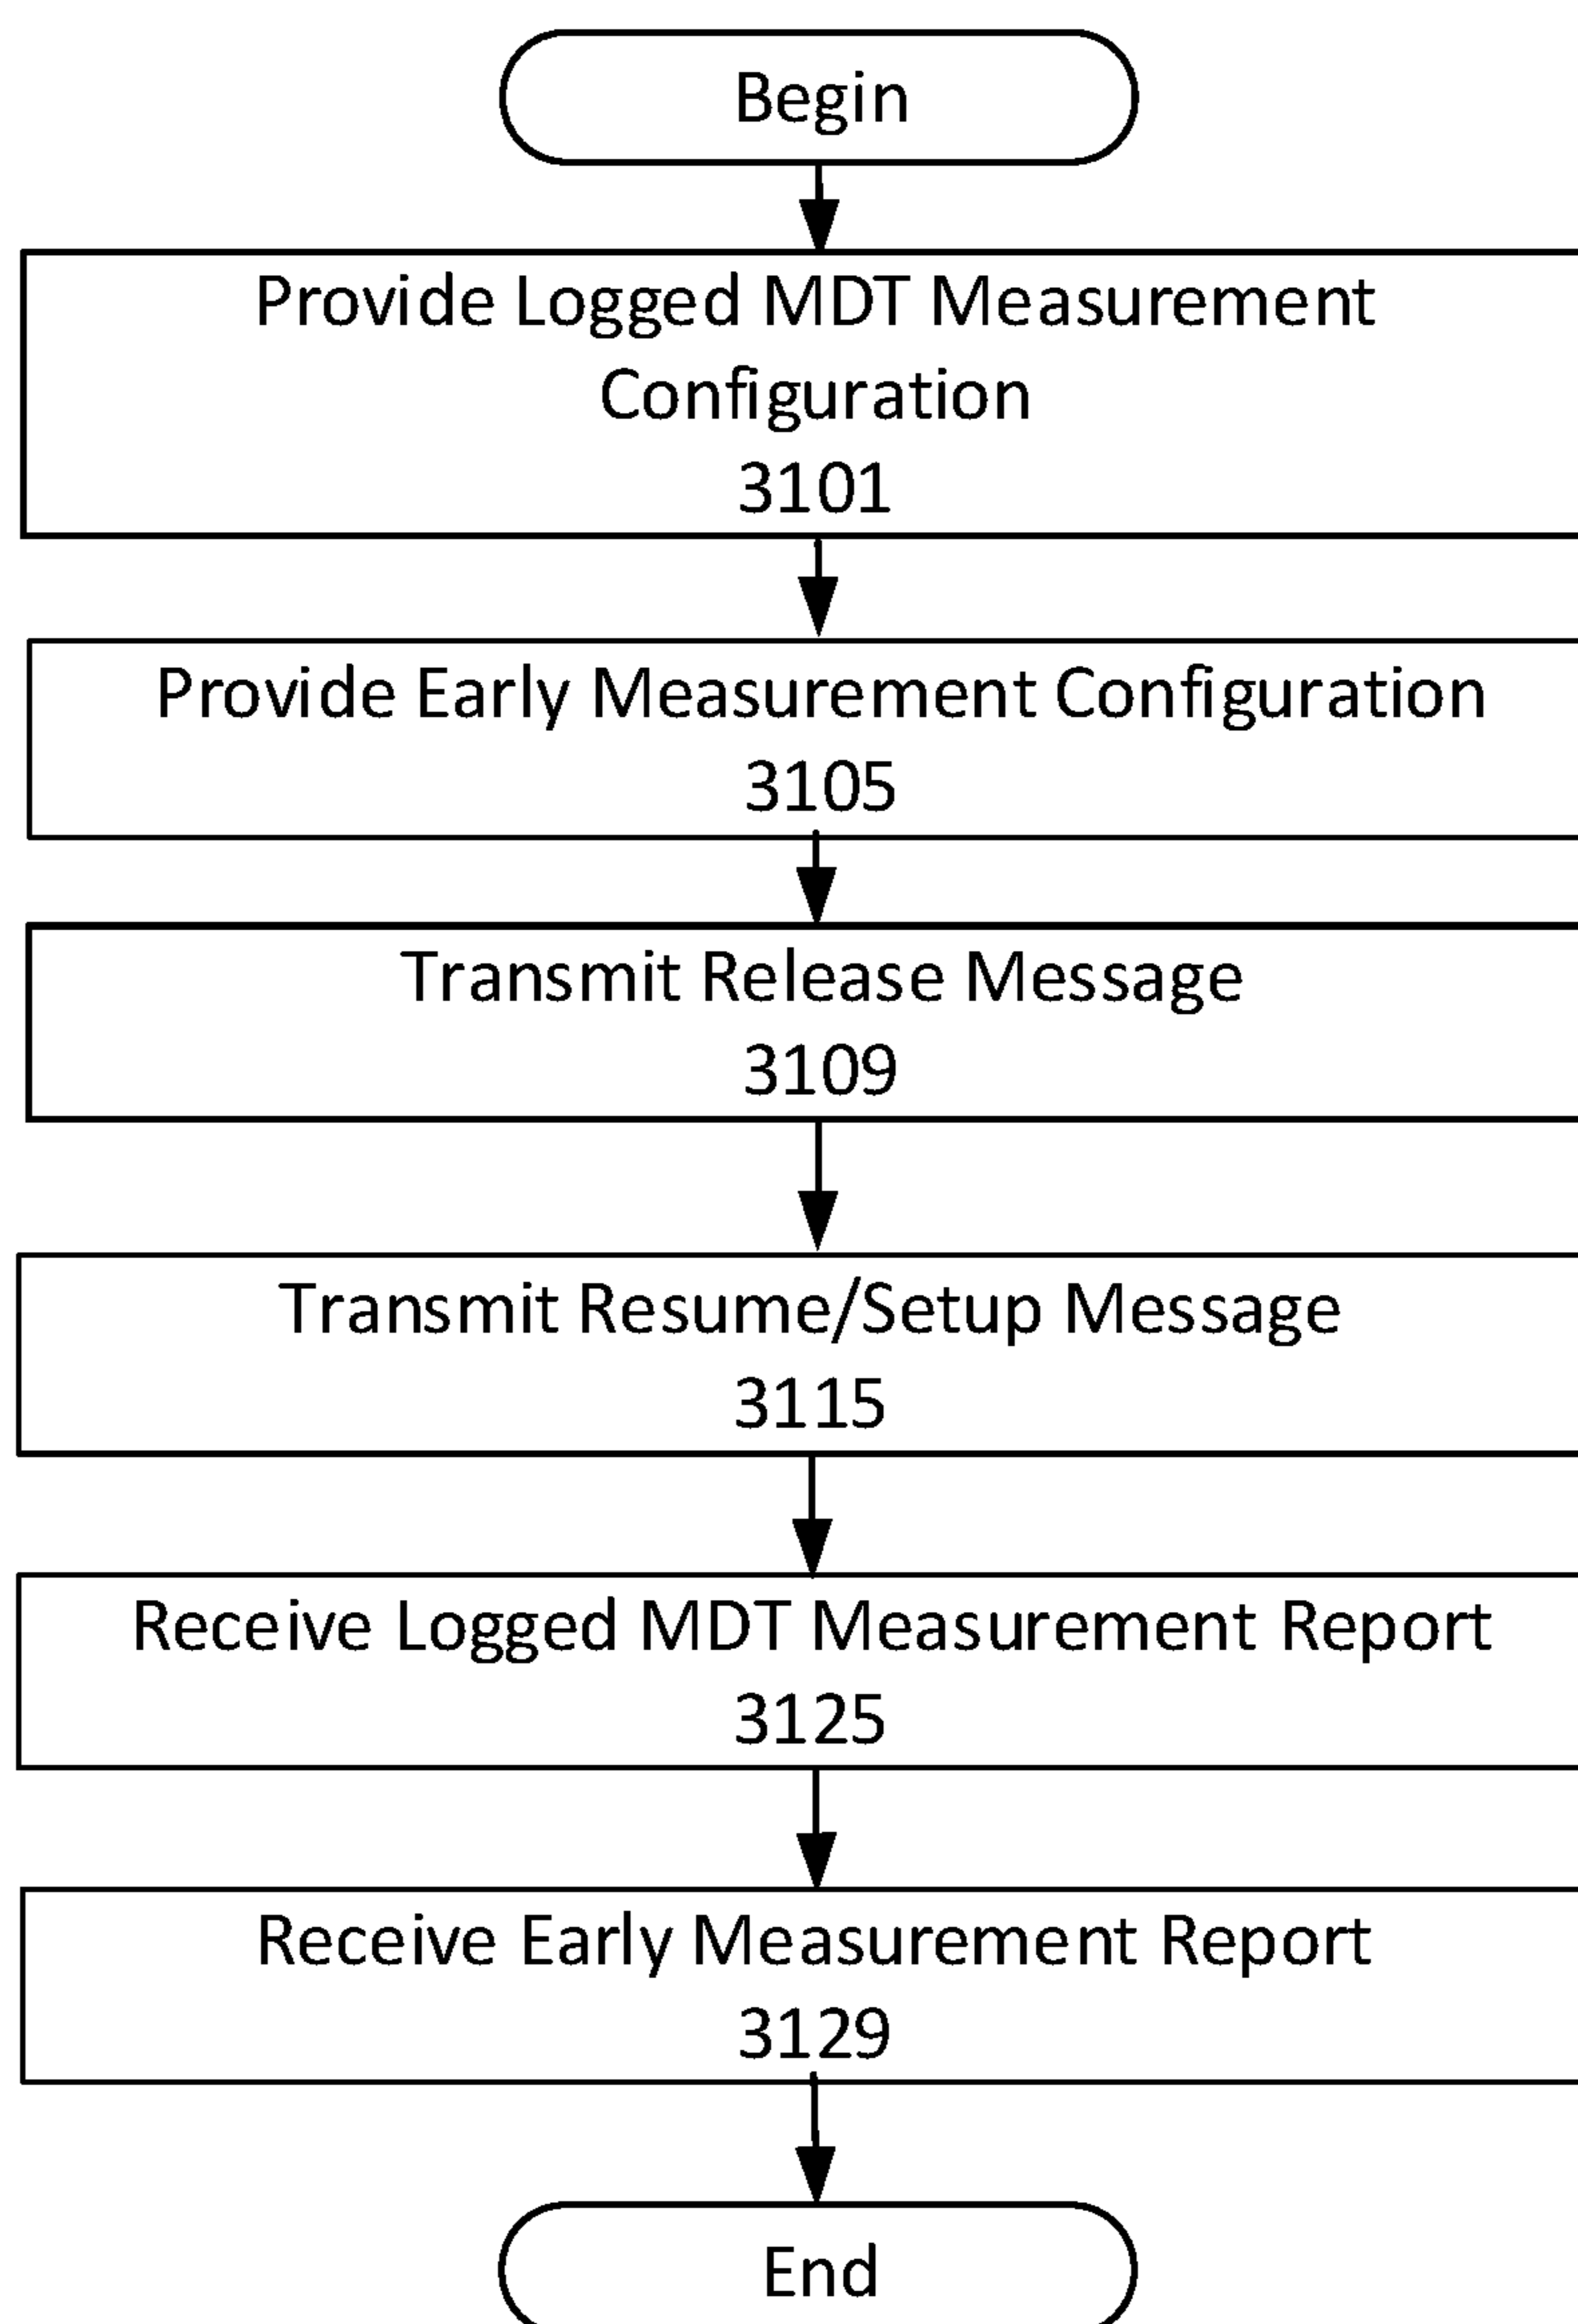 Begin
Provide Logged MDT Measurement
Configuration
3101
Provide Early Measurement Configuration
3105
Transmit Release Message
3109
Transmit Resume/Setup Message
3115
Receive Logged MDT Measurement Report
3125
Receive Early Measurement Report
3129
End